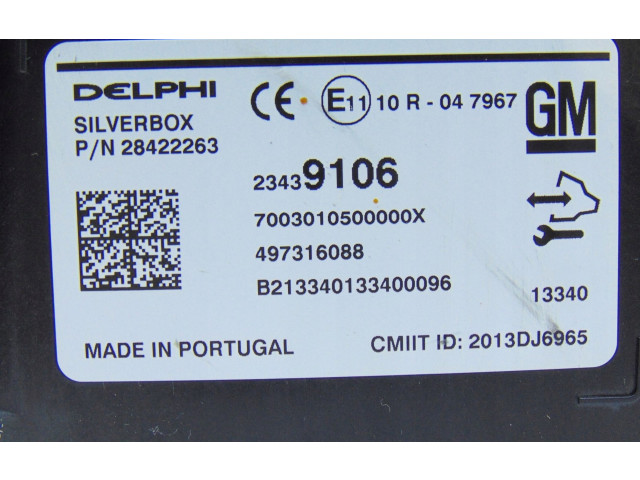 DELPHI
CE E11 10 R - 04 7967
GM
SILVERBOX
P/N 28422263
23439106
7003010500000X
497316088
B213340133400096
13340
MADE IN PORTUGAL
CMIIT ID: 2013DJ6965